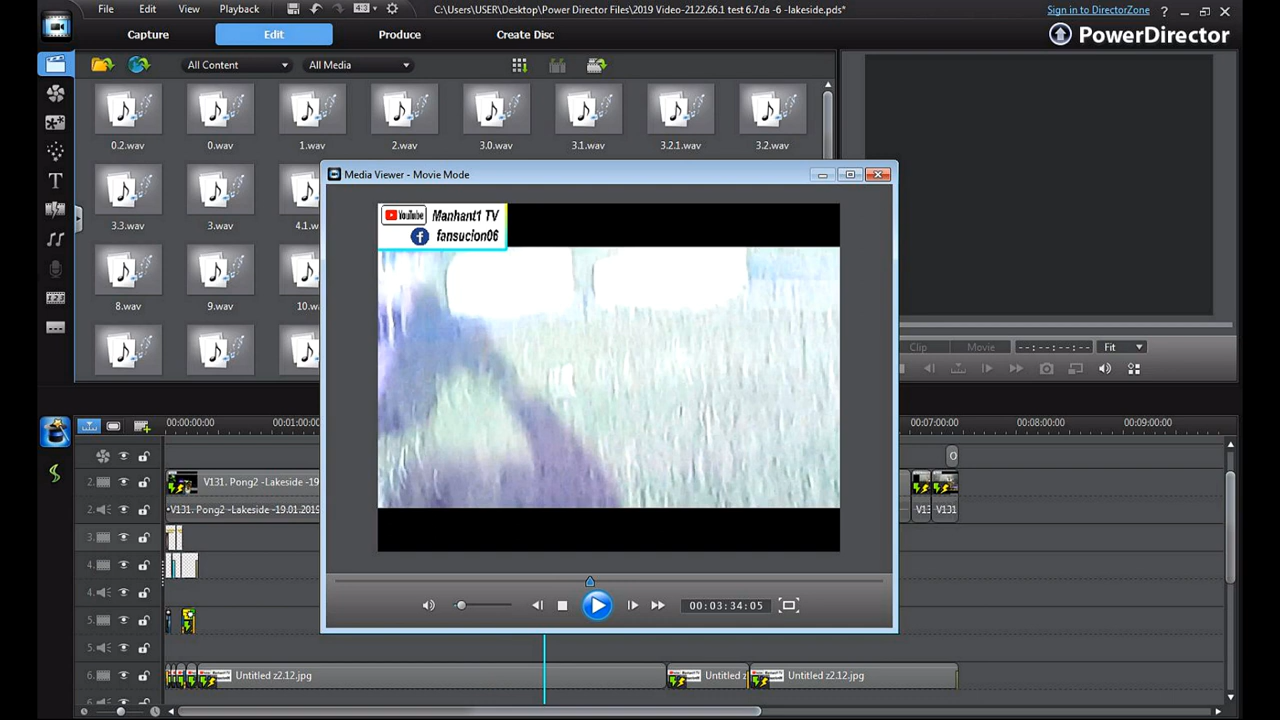 File Edit View Playback C:\Users\USER\Desktop\Power Director Files\2019 Video-2122.66.1 test 6.7da -6 -lakeside.pds* Sign in to DirectorZone ?
Capture Edit Produce Create Disc PowerDirector
All Content All Media
0.2.wav 0.wav 1.wav 2.wav 3.0.wav 3.1.wav 3.2.1.wav 3.2.wav
Media Viewer - Movie Mode
YouTube Manhant1 TV
fansucion06
3.3.wav 3.wav 4.1.w
8.wav 9.wav 10.w
Clip Movie --:--:--:-- Fit
00:00:00:00 00:01:00:00 00:07:00:00 00:08:00:00 00:09:00:00
2. V131. Pong2 -Lakeside -19
2. •V131. Pong2 -Lakeside -19.01.2019 V13 V131
3.
4.
4.
00:03:34:05
5.
5.
6. Untitled z2.12.jpg Untitled z Untitled z2.12.jpg